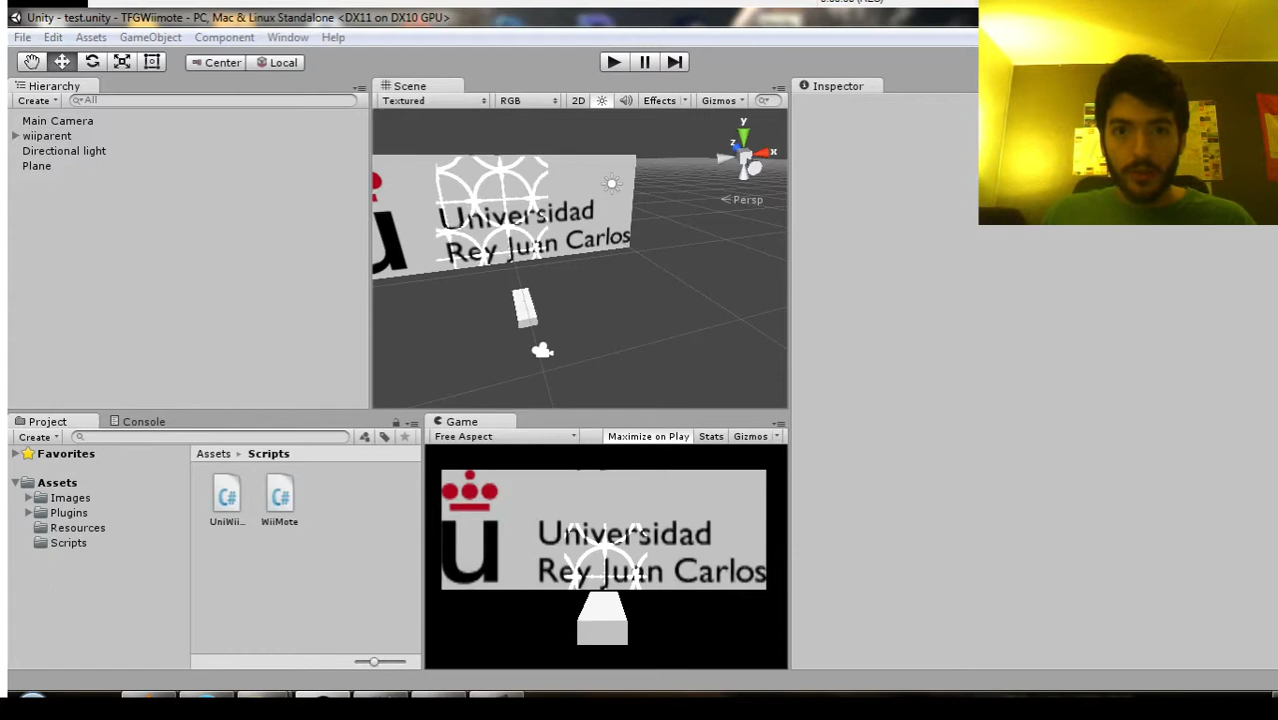 Unity - test.unity - TFGWiimote - PC, Mac & Linux Standalone <DX11 on DX10 GPU>
File Edit Assets GameObject Component Window Help
Center Local
Hierarchy
Create All
Main Camera
wiiparent
Directional light
Plane
Scene
Textured RGB 2D Effects Gizmos
y
z x
Persp
Universidad
Rey Juan Carlos
u
Inspector
Project Console
Create
Favorites
Assets
Images
Plugins
Resources
Scripts
Assets Scripts
UniWii...
WiiMote
Game
Free Aspect Maximize on Play Stats Gizmos
u Universidad
Rey Juan Carlos